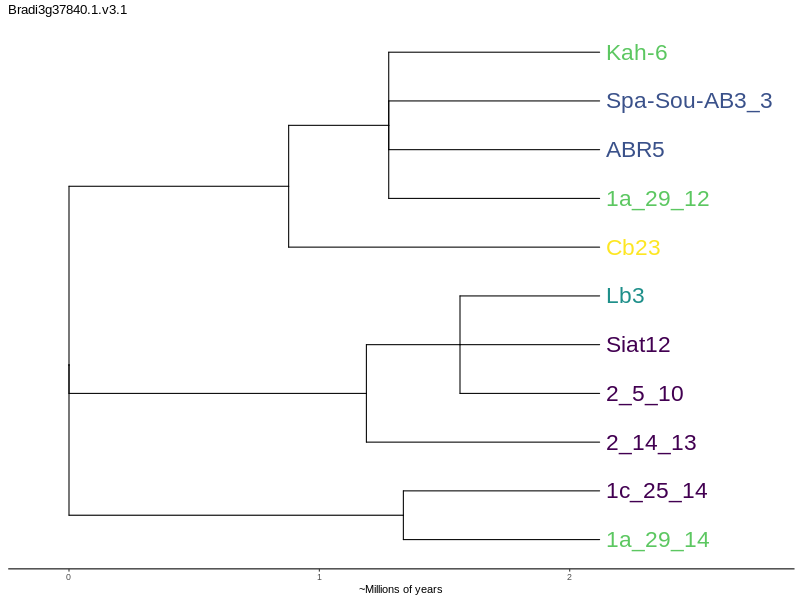 Bradi3g37840.1.v3.1
Kah-6
Spa-Sou-AB3_3
ABR5
1a_29_12
Cb23
Lb3
Siat12
2_5_10
2_14_13
1c_25_14
1a_29_14
0 1 2
~Millions of years